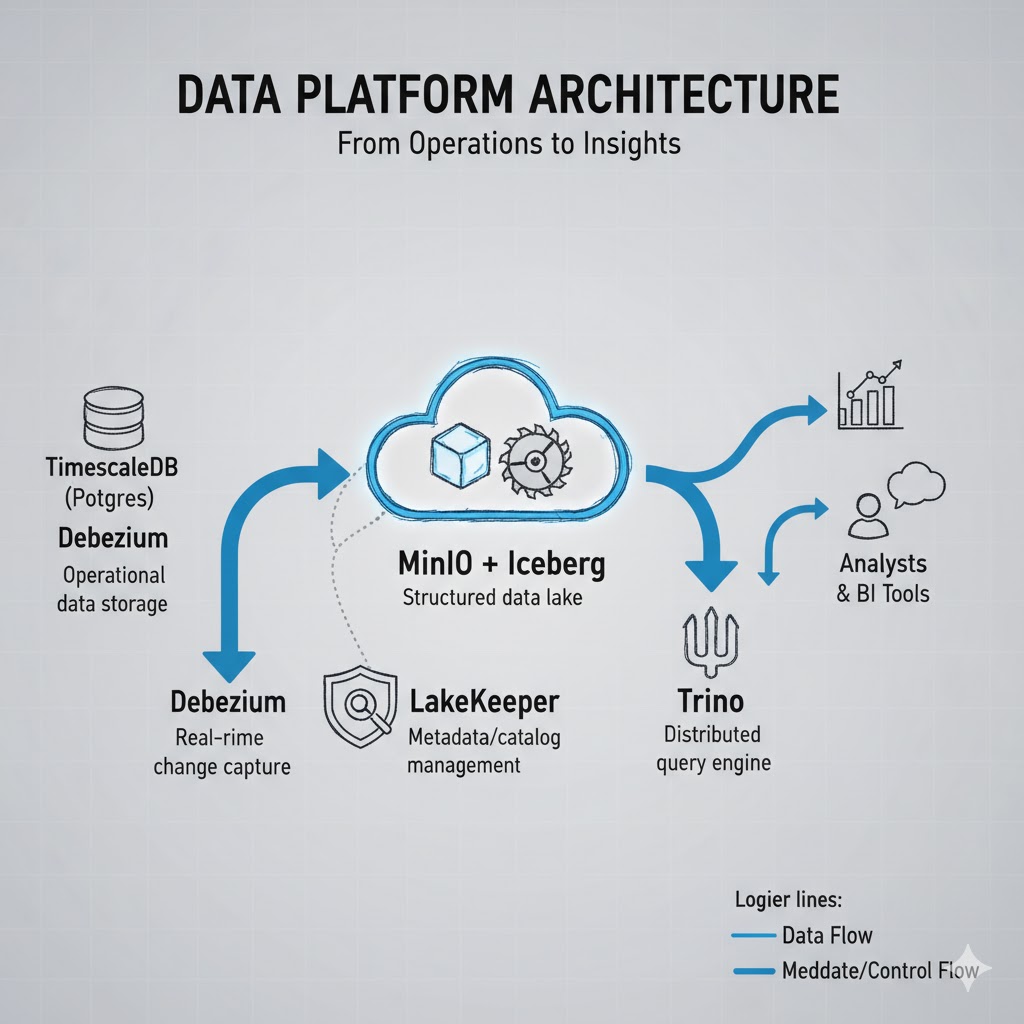 DATA PLATFORM ARCHITECTURE
From Operations to Insights
TimescaleDB
(Potgres)
Debezium
Operational
data storage
MinIO + Iceberg
Structured data lake
Analysts
& BI Tools
Debezium
Real-rime
change capture
LakeKeeper
Metadata/catalog
management
Trino
Distributed
query engine
Logier lines:
Data Flow
Meddate/Control Flow